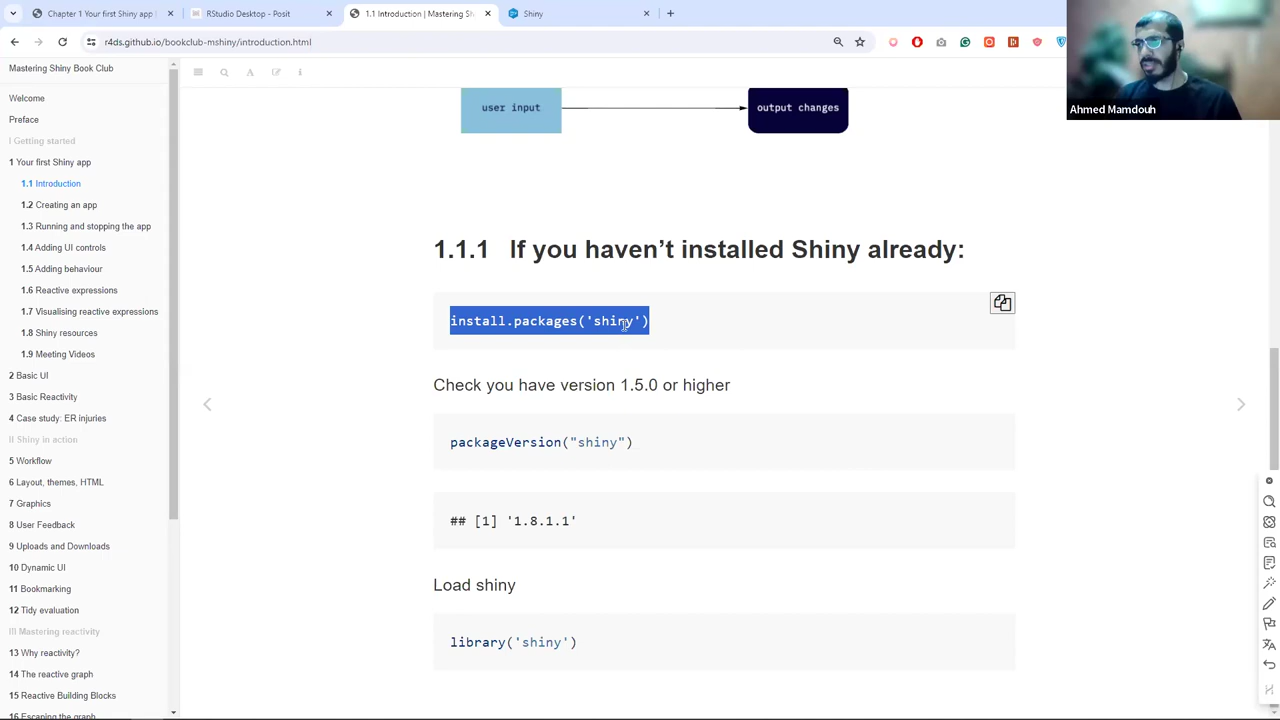 Chapter 1 Your first Shiny app
RStudio Desktop - Posit
1.1 Introduction | Mastering Sh
Shiny
r4ds.github.io/bookclub-mshiny/introduction.html
Ahmed Mamdouh
Mastering Shiny Book Club
Welcome
Preface
I Getting started
1 Your first Shiny app
1.1 Introduction
1.2 Creating an app
1.3 Running and stopping the app
1.4 Adding UI controls
1.5 Adding behaviour
1.6 Reactive expressions
1.7 Visualising reactive expressions
1.8 Shiny resources
1.9 Meeting Videos
2 Basic UI
3 Basic Reactivity
4 Case study: ER injuries
II Shiny in action
5 Workflow
6 Layout, themes, HTML
7 Graphics
8 User Feedback
9 Uploads and Downloads
10 Dynamic UI
11 Bookmarking
12 Tidy evaluation
III Mastering reactivity
13 Why reactivity?
14 The reactive graph
15 Reactive Building Blocks
16 Escaping the graph
user input
output changes
1.1.1 If you haven’t installed Shiny already:
install.packages('shiny')
Check you have version 1.5.0 or higher
packageVersion("shiny")
## [1] '1.8.1.1'
Load shiny
library('shiny')